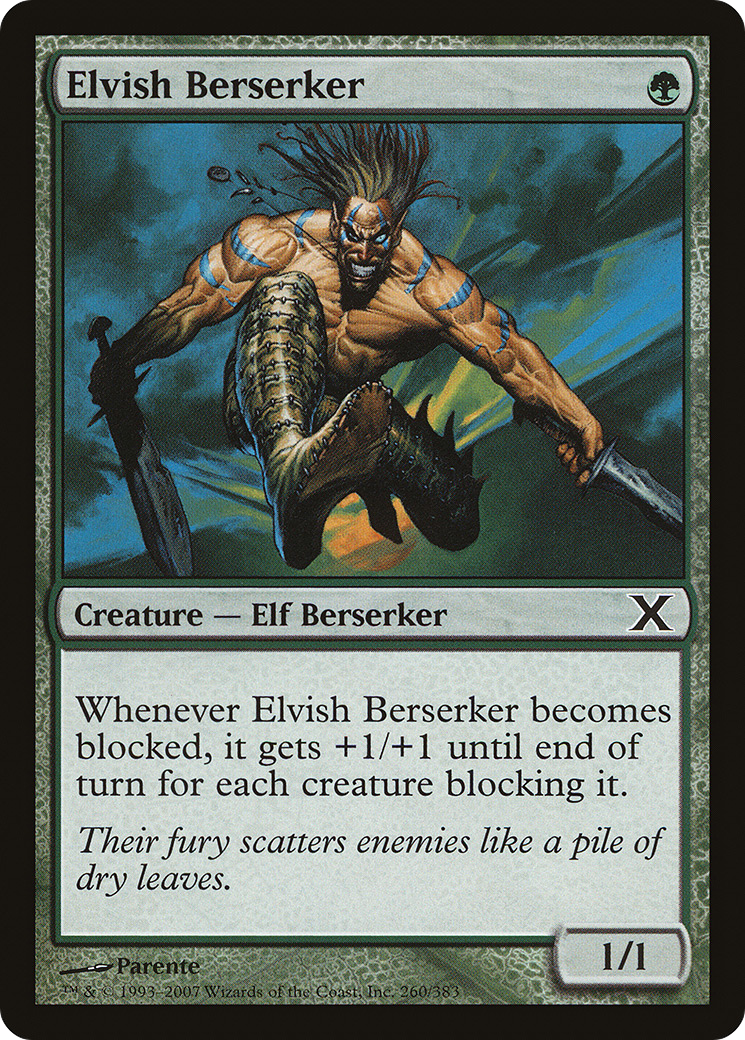 Elvish Berserker
Creature — Elf Berserker
X
Whenever Elvish Berserker becomes
blocked, it gets +1/+1 until end of
turn for each creature blocking it.
Their fury scatters enemies like a pile of
dry leaves.
1/1
Parente
™ & © 1993–2007 Wizards of the Coast, Inc. 260/383